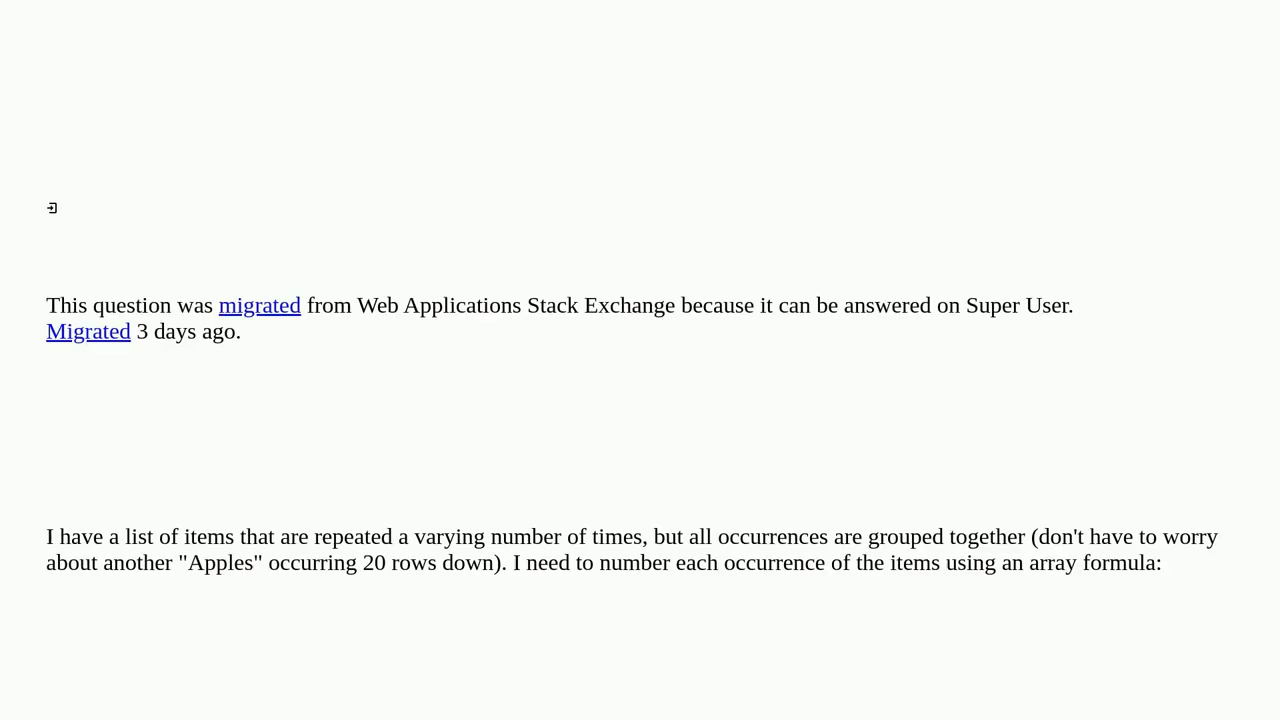 This question was migrated from Web Applications Stack Exchange because it can be answered on Super User.
Migrated 3 days ago.
I have a list of items that are repeated a varying number of times, but all occurrences are grouped together (don't have to worry
about another "Apples" occurring 20 rows down). I need to number each occurrence of the items using an array formula: